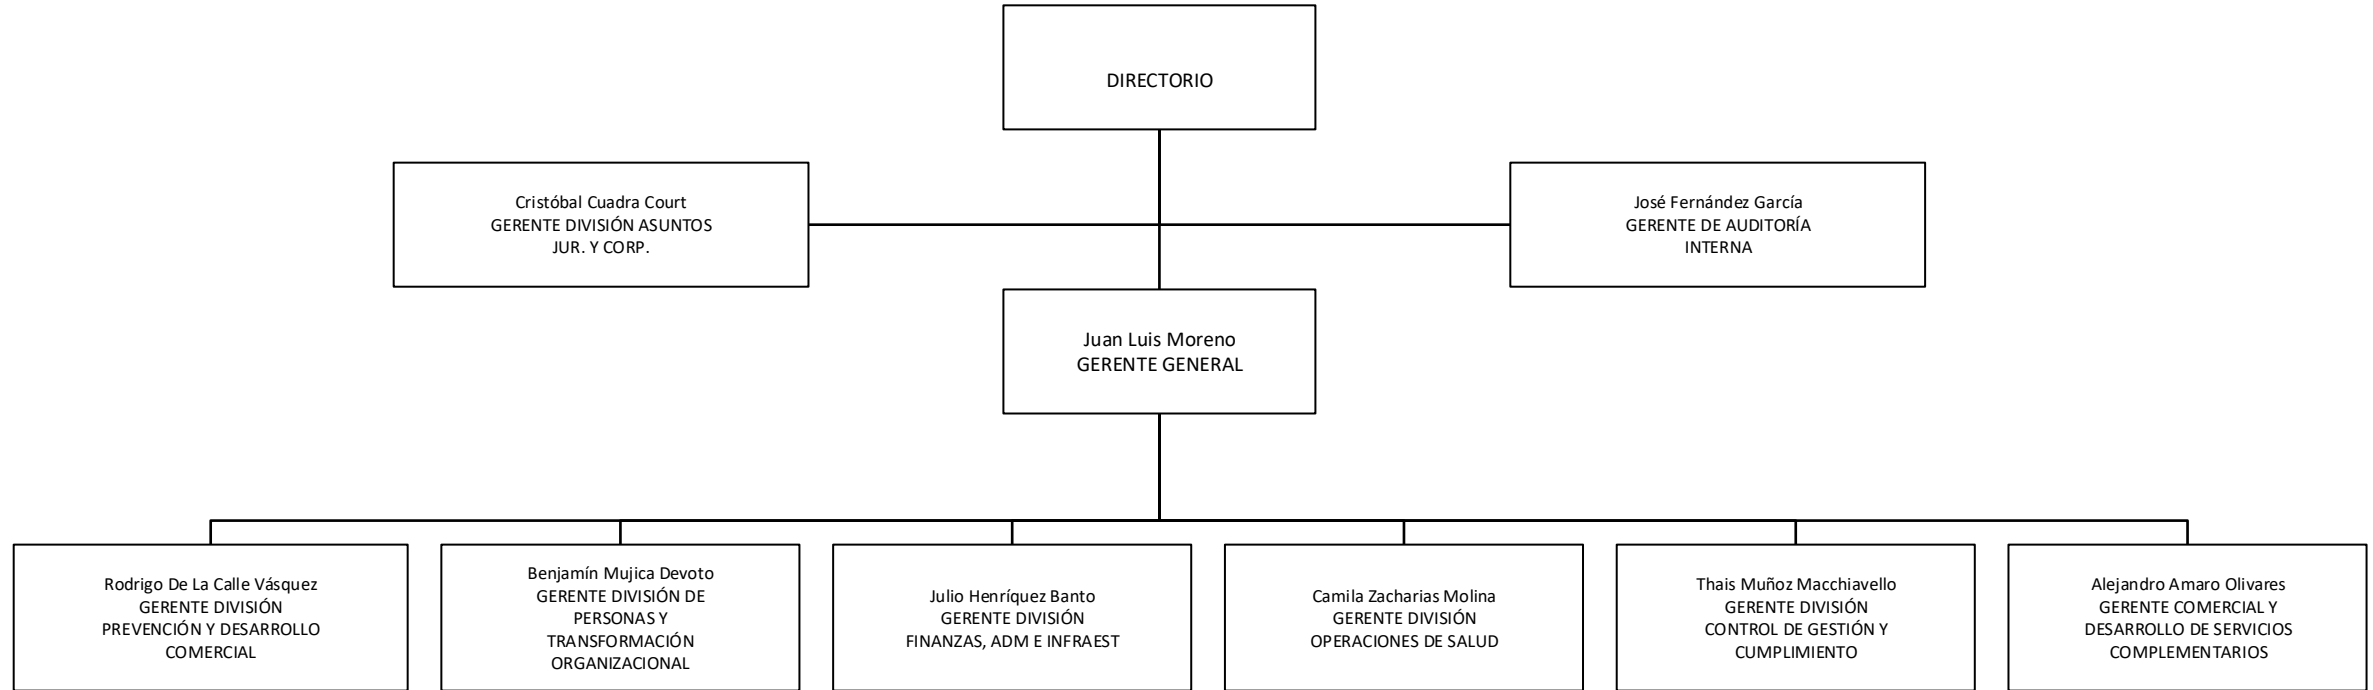 DIRECTORIO
Cristóbal Cuadra Court
GERENTE DIVISIÓN ASUNTOS
JUR. Y CORP.
José Fernández García
GERENTE DE AUDITORÍA
INTERNA
Juan Luis Moreno
GERENTE GENERAL
Rodrigo De La Calle Vásquez
GERENTE DIVISIÓN
PREVENCIÓN Y DESARROLLO
COMERCIAL
Benjamín Mujica Devoto
GERENTE DIVISIÓN DE
PERSONAS Y
TRANSFORMACIÓN
ORGANIZACIONAL
Julio Henríquez Banto
GERENTE DIVISIÓN
FINANZAS, ADM E INFRAEST
Camila Zacharias Molina
GERENTE DIVISIÓN
OPERACIONES DE SALUD
Thais Muñoz Macchiavello
GERENTE DIVISIÓN
CONTROL DE GESTIÓN Y
CUMPLIMIENTO
Alejandro Amaro Olivares
GERENTE COMERCIAL Y
DESARROLLO DE SERVICIOS
COMPLEMENTARIOS